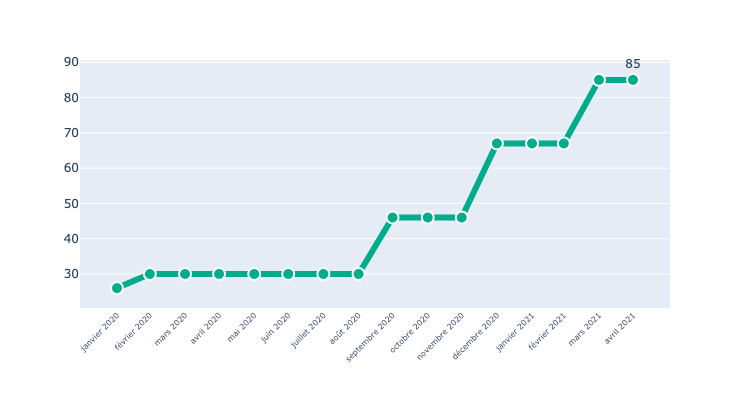 90
85
80
70
60
50
40
30
janvier 2020
février 2020
mars 2020
avril 2020
mai 2020
juin 2020
juillet 2020
août 2020
septembre 2020
octobre 2020
novembre 2020
décembre 2020
janvier 2021
février 2021
mars 2021
avril 2021